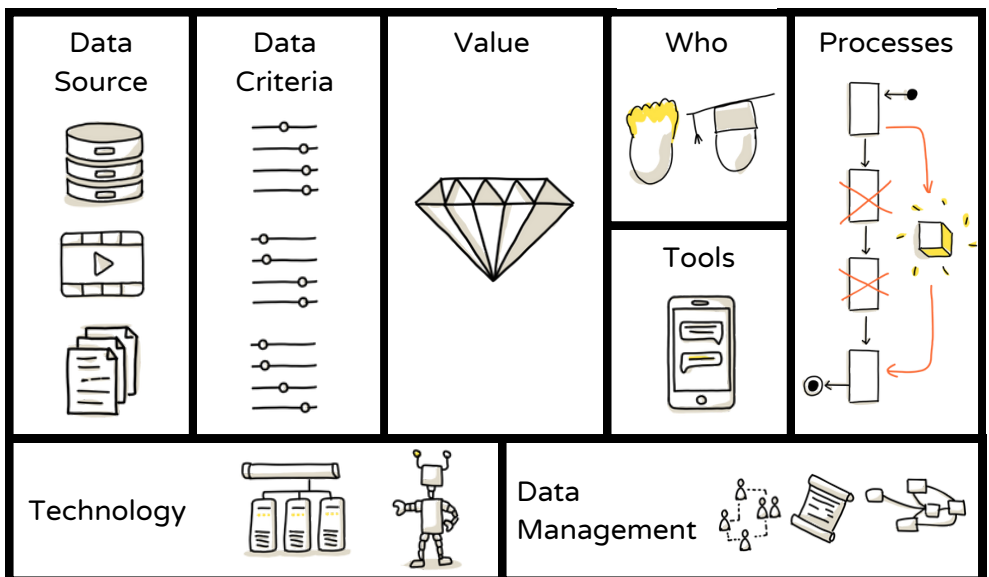 Data
Source
Data
Criteria
Value
Who
Tools
Processes
Technology
Data
Management